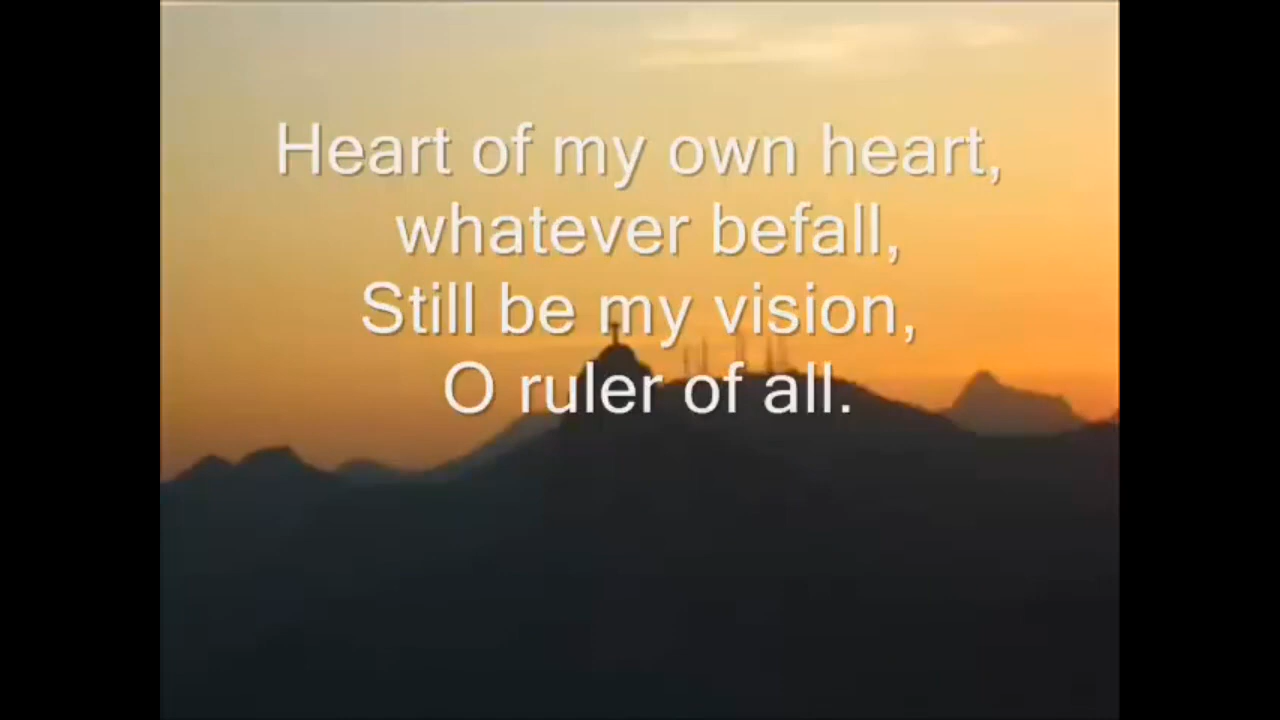 Heart of my own heart,
whatever befall,
Still be my vision,
O ruler of all.